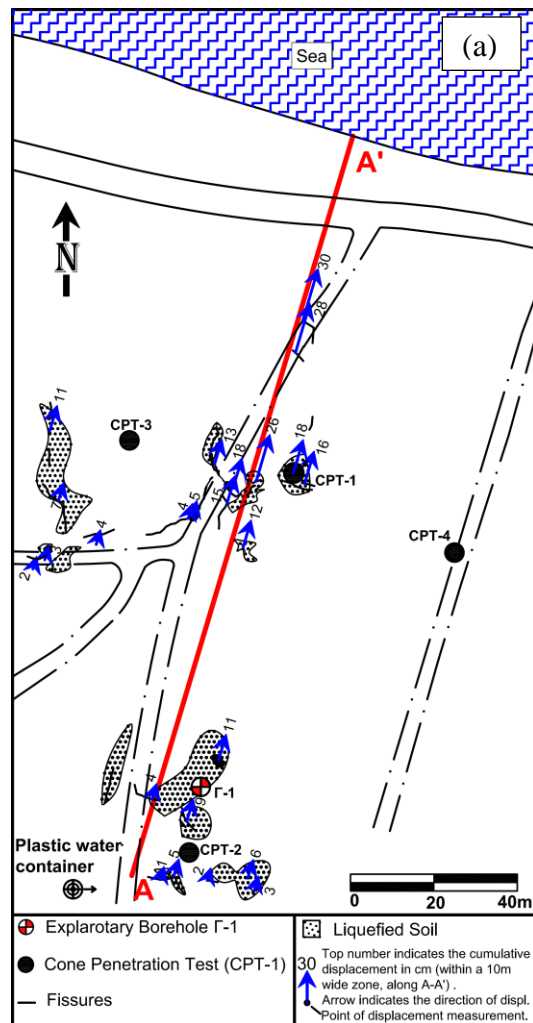 (a)
Sea
A'
N
30
28
11
CPT-3
13
18
26
18
16
CPT-1
15
4
5
12
7
4
2
3
CPT-4
11
4
Γ-1
9
Plastic water
container
CPT-2
1
5
2
6
3
A
0 20 40m
Explarotary Borehole Γ-1
Cone Penetration Test (CPT-1)
Fissures
Liquefied Soil
30
Top number indicates the cumulative
displacement in cm (within a 10m
wide zone, along A-A') .
Arrow indicates the direction of displ.
Point of displacement measurement.